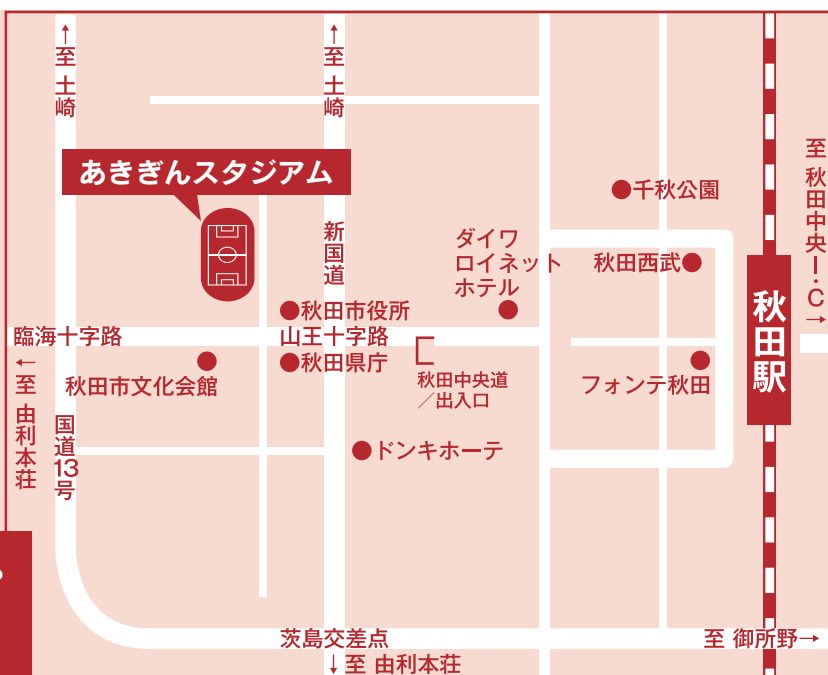 ↑至 土崎
↑至 土崎
あきぎんスタジアム
千秋公園
至 秋田中央I・C→
新国道
ダイワ
ロイネット
ホテル
秋田西武
秋田市役所
秋田駅
臨海十字路
山王十字路
秋田県庁
秋田市文化会館
秋田中央道
／出入口
フォンテ秋田
←至 由利本荘
国道13号
ドンキホーテ
茨島交差点
至 御所野→
↓至 由利本荘